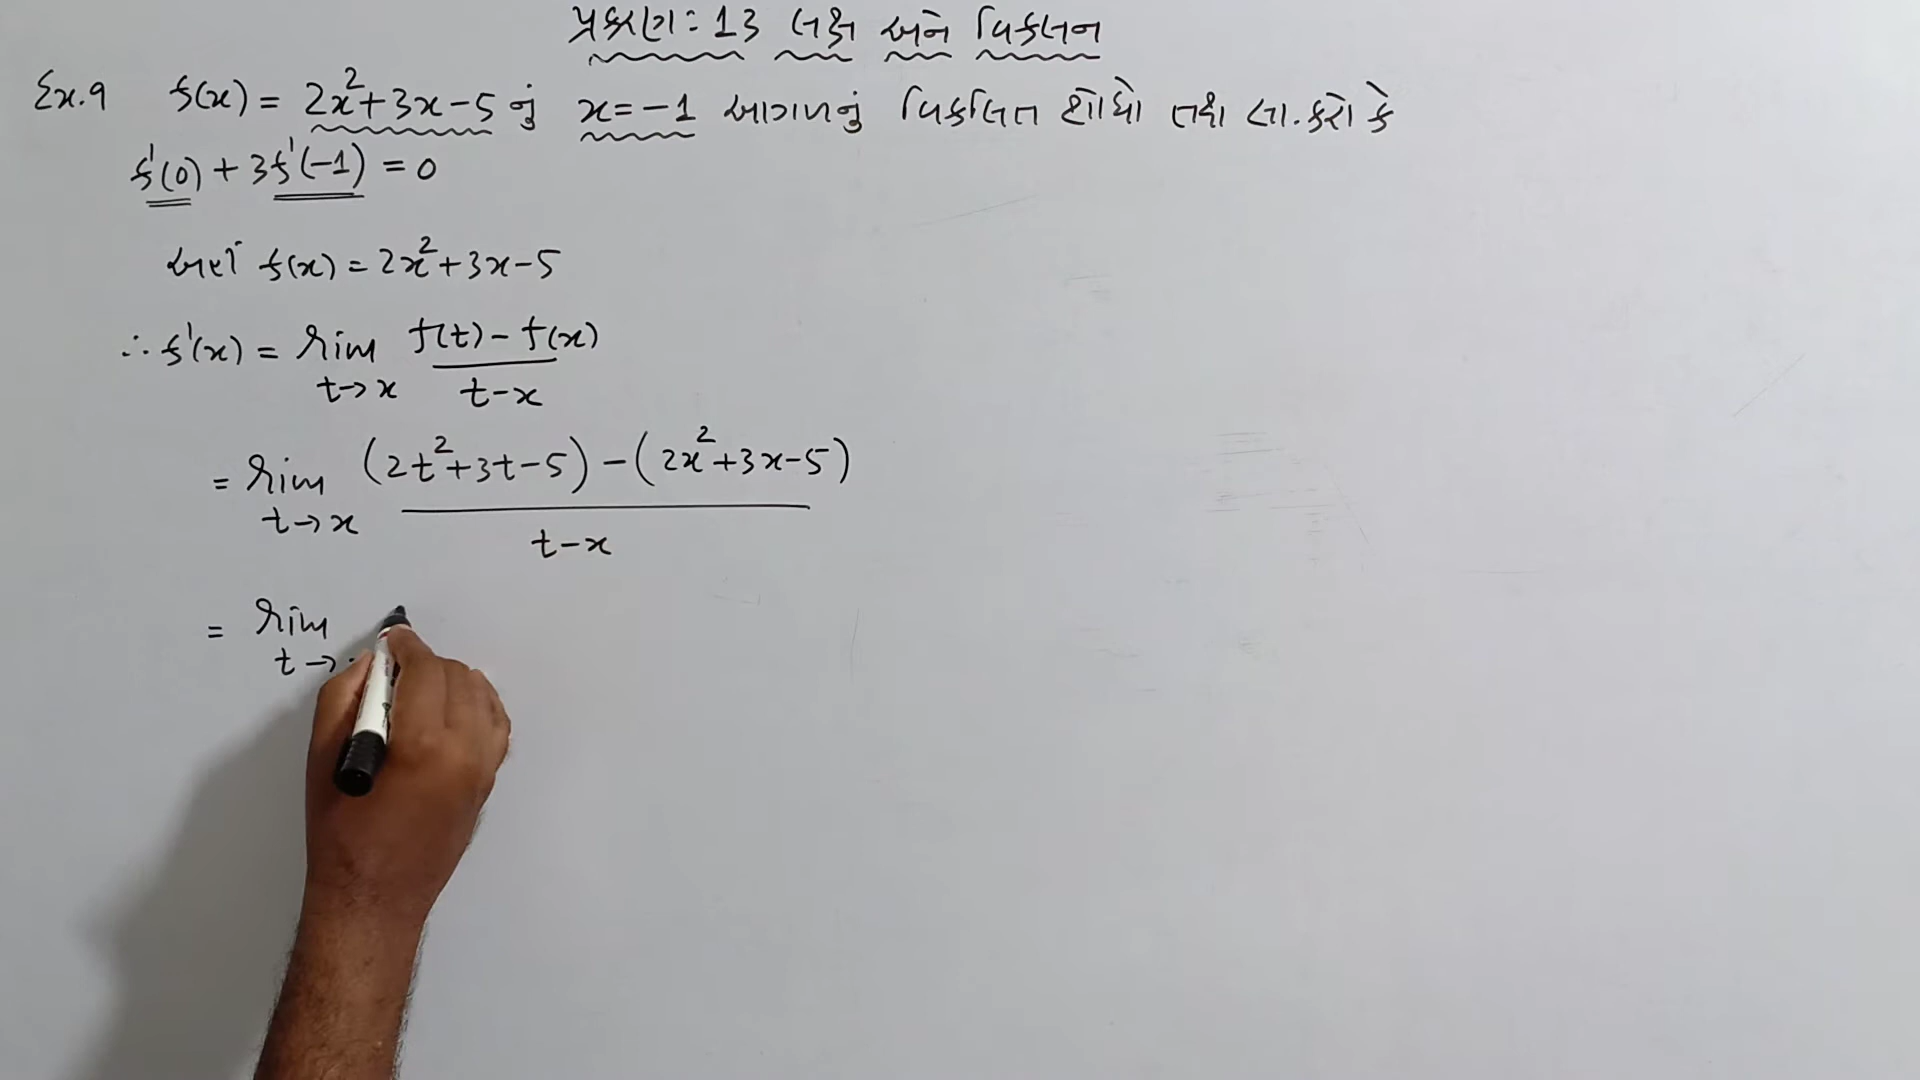 પ્રકરણ: 13 લક્ષ અને વિકલન
Ex.9 f(x) = 2x²+3x-5 નું x=-1 આગળનું વિકલિત શોધો તથા સા.કરો કે
f'(0) + 3f'(-1) = 0
અહીં f(x) = 2x²+3x-5
∴ f'(x) = lim f(t) - f(x)
t→x t-x
= lim (2t²+3t-5) - (2x²+3x-5)
t→x t-x
= lim
t→